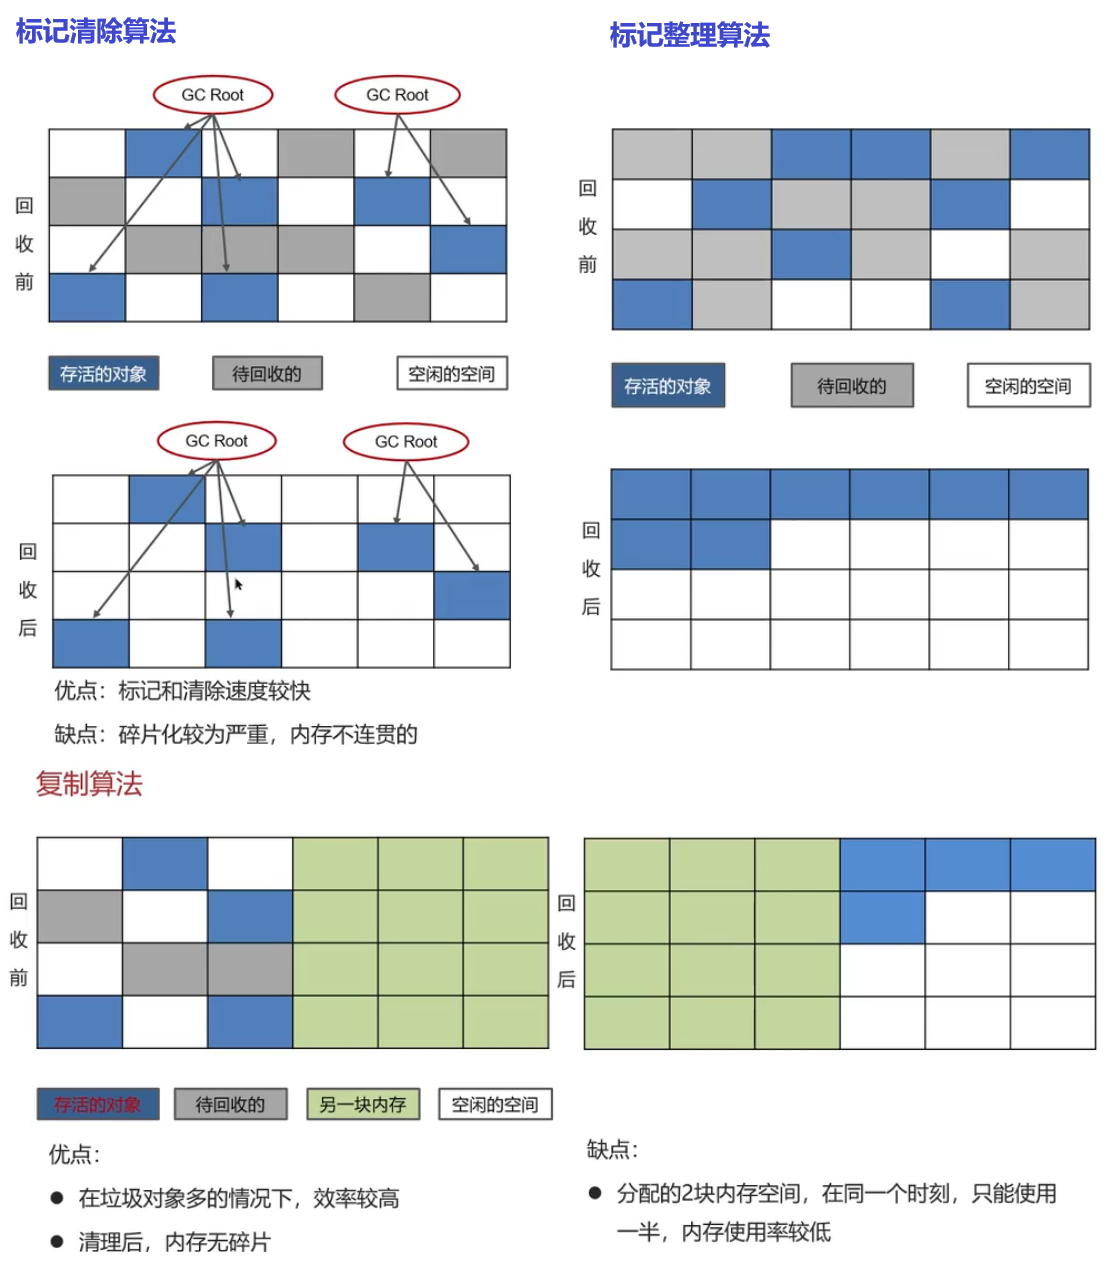 标记清除算法
GC Root
GC Root
回
收
前
存活的对象
待回收的
空闲的空间
GC Root
GC Root
回
收
后
优点：标记和清除速度较快
缺点：碎片化较为严重，内存不连贯的
标记整理算法
回
收
前
存活的对象
待回收的
空闲的空间
回
收
后
复制算法
回
收
前
回
收
后
存活的对象
待回收的
另一块内存
空闲的空间
优点：
● 在垃圾对象多的情况下，效率较高
● 清理后，内存无碎片
缺点：
● 分配的2块内存空间，在同一个时刻，只能使用
一半，内存使用率较低